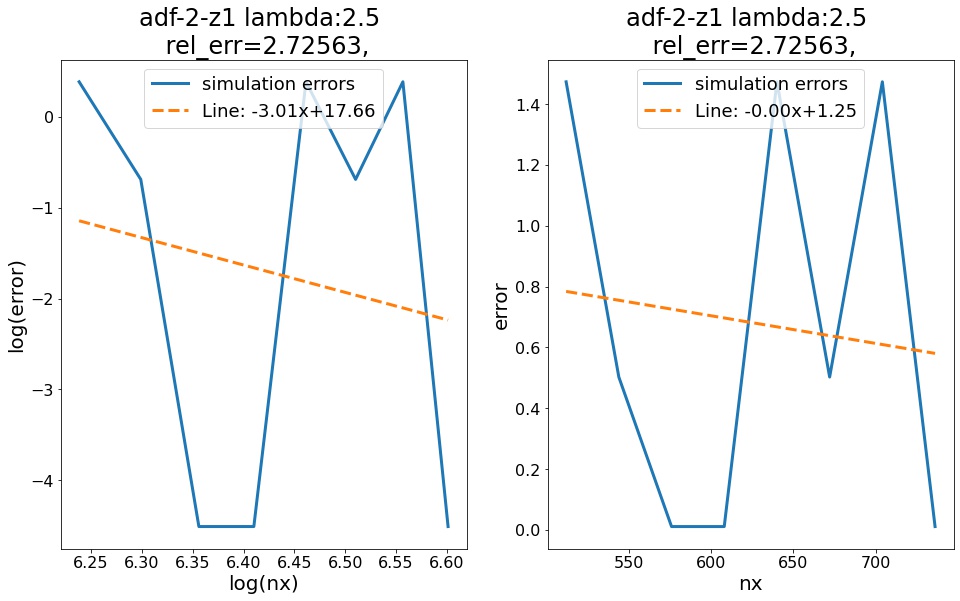 adf-2-z1 lambda:2.5
rel_err=2.72563,
simulation errors
Line: -3.01x+17.66
0
−1
−2
−3
−4
log(error)
6.25 6.30 6.35 6.40 6.45 6.50 6.55 6.60
log(nx)
adf-2-z1 lambda:2.5
rel_err=2.72563,
simulation errors
Line: -0.00x+1.25
1.4
1.2
1.0
0.8
0.6
0.4
0.2
0.0
error
550 600 650 700
nx